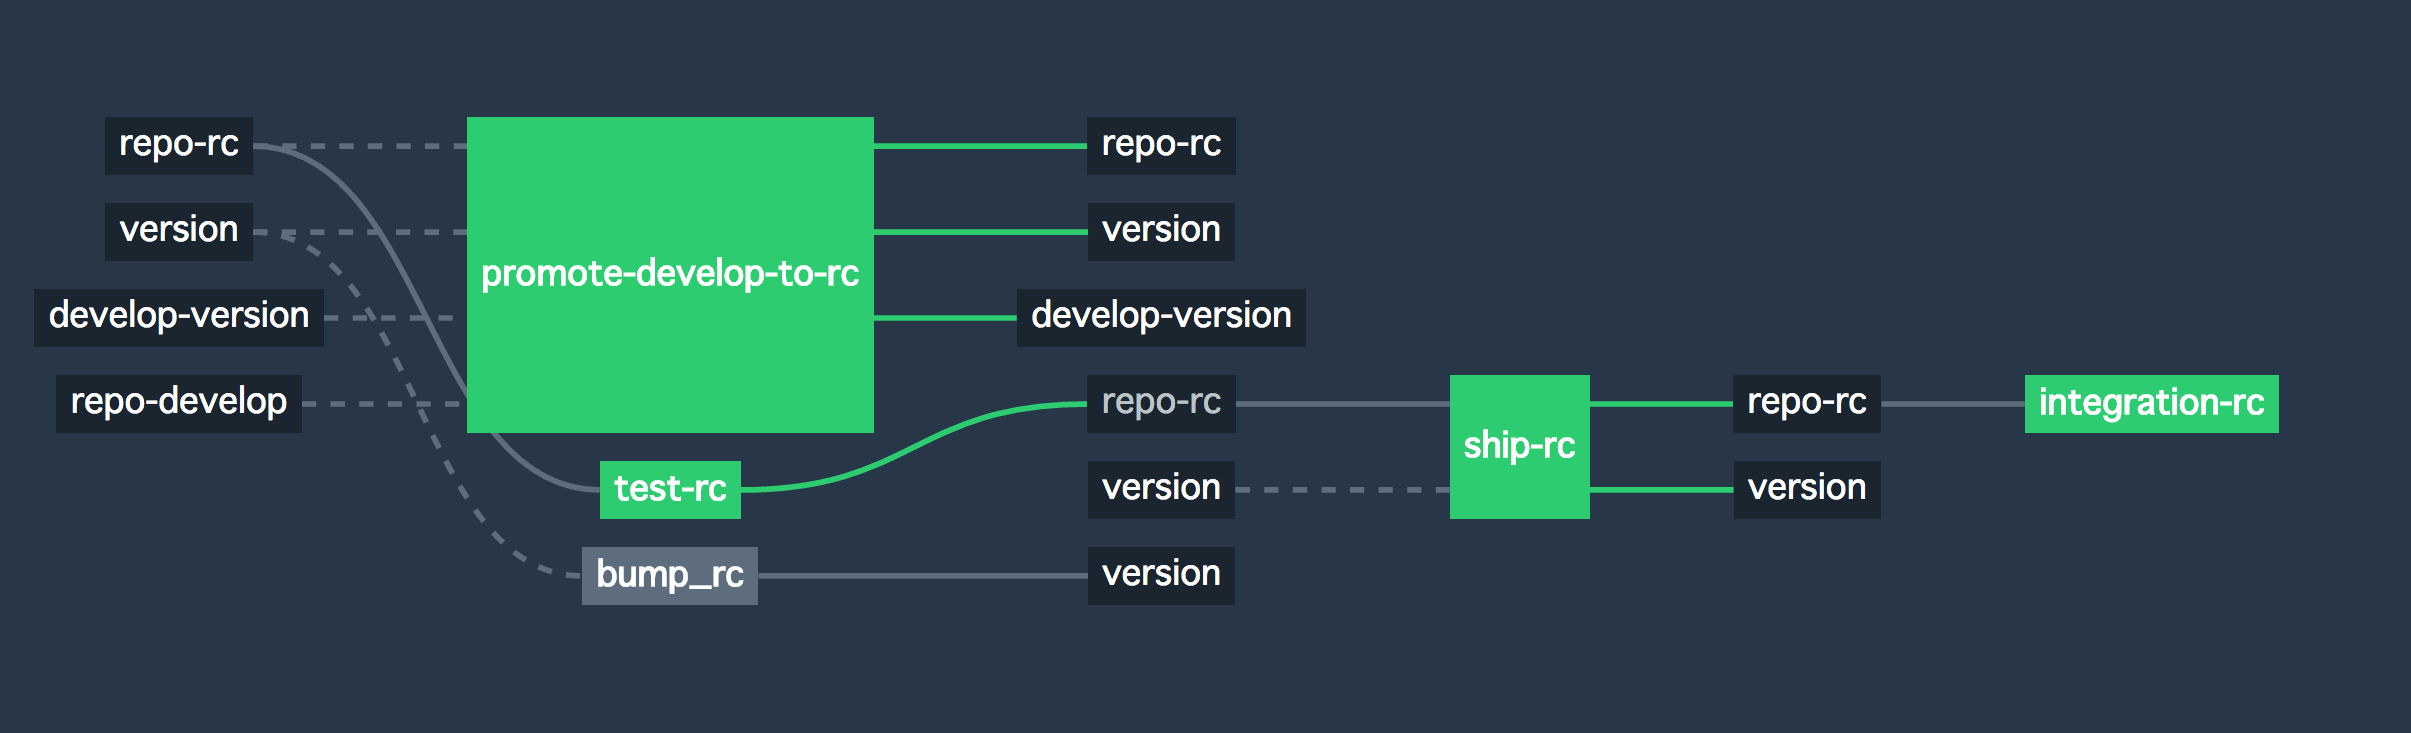 repo-rc
version
develop-version
repo-develop
promote-develop-to-rc
test-rc
bump_rc
repo-rc
version
develop-version
repo-rc
version
version
ship-rc
repo-rc
version
integration-rc